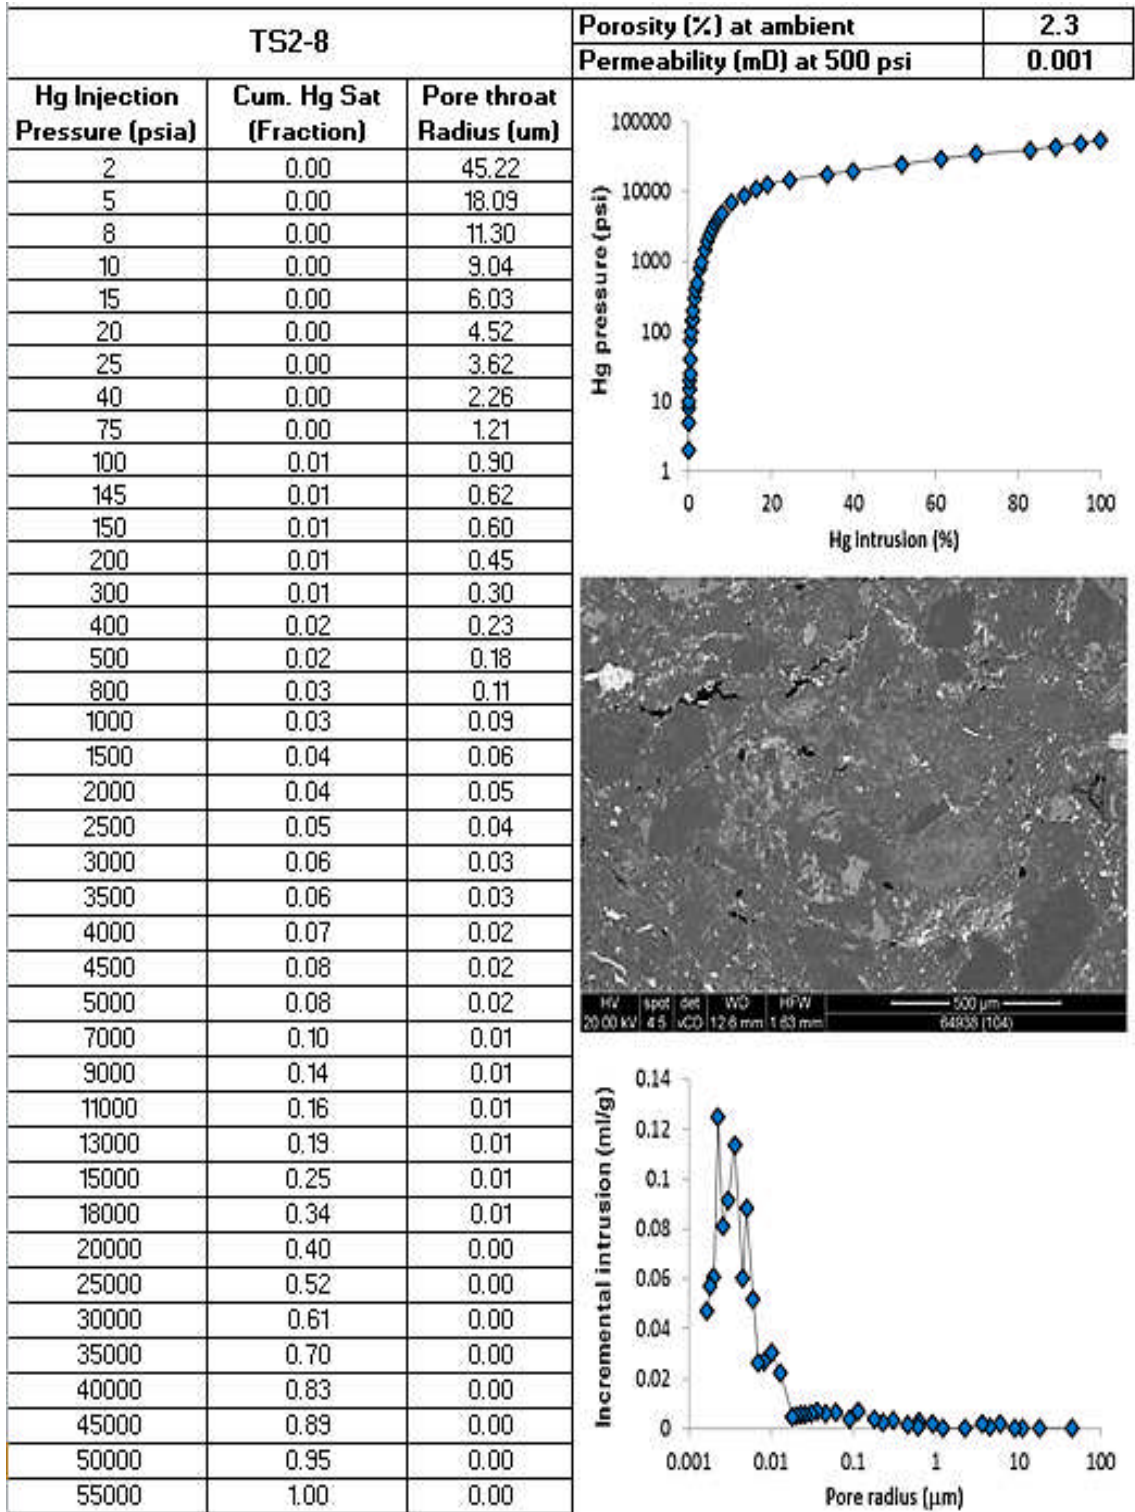 TS2-8
Porosity (%) at ambient 2.3
Permeability (mD) at 500 psi 0.001
Hg Injection Pressure (psia) Cum. Hg Sat (Fraction) Pore throat Radius (um)
2 0.00 45.22
5 0.00 18.09
8 0.00 11.30
10 0.00 9.04
15 0.00 6.03
20 0.00 4.52
25 0.00 3.62
40 0.00 2.26
75 0.00 1.21
100 0.01 0.90
145 0.01 0.62
150 0.01 0.60
200 0.01 0.45
300 0.01 0.30
400 0.02 0.23
500 0.02 0.18
800 0.03 0.11
1000 0.03 0.09
1500 0.04 0.06
2000 0.04 0.05
2500 0.05 0.04
3000 0.06 0.03
3500 0.06 0.03
4000 0.07 0.02
4500 0.08 0.02
5000 0.08 0.02
7000 0.10 0.01
9000 0.14 0.01
11000 0.16 0.01
13000 0.19 0.01
15000 0.25 0.01
18000 0.34 0.01
20000 0.40 0.00
25000 0.52 0.00
30000 0.61 0.00
35000 0.70 0.00
40000 0.83 0.00
45000 0.89 0.00
50000 0.95 0.00
55000 1.00 0.00
Hg pressure (psi)
100000
10000
1000
100
10
1
0 20 40 60 80 100
Hg intrusion (%)
HV spot det WD HFW 500 µm
20.00 kV 4.5 vCD 12.6 mm 1.63 mm 64938 (104)
Incremental intrusion (ml/g)
0.14
0.12
0.1
0.08
0.06
0.04
0.02
0
0.001 0.01 0.1 1 10 100
Pore radius (µm)